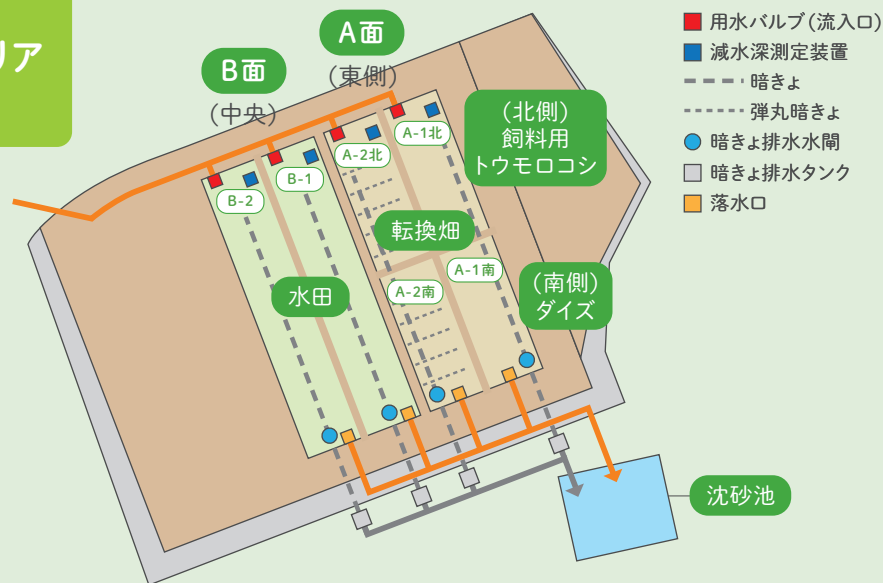 リア
A面
(東側)
B面
(中央)
用水バルブ(流入口)
減水深測定装置
暗きょ
弾丸暗きょ
暗きょ排水水閘
暗きょ排水タンク
落水口
(北側)
飼料用
トウモロコシ
A-1北
A-2北
B-1
B-2
転換畑
A-1南
A-2南
水田
(南側)
ダイズ
沈砂池